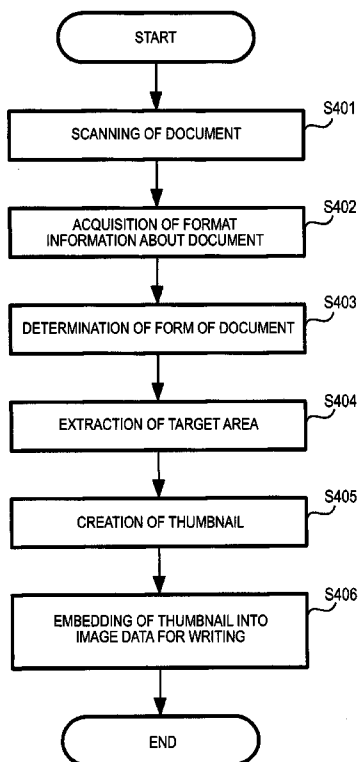 START
S401
SCANNING OF DOCUMENT
S402
ACQUISITION OF FORMAT
INFORMATION ABOUT DOCUMENT
S403
DETERMINATION OF FORM OF DOCUMENT
S404
EXTRACTION OF TARGET AREA
S405
CREATION OF THUMBNAIL
S406
EMBEDDING OF THUMBNAIL INTO
IMAGE DATA FOR WRITING
END